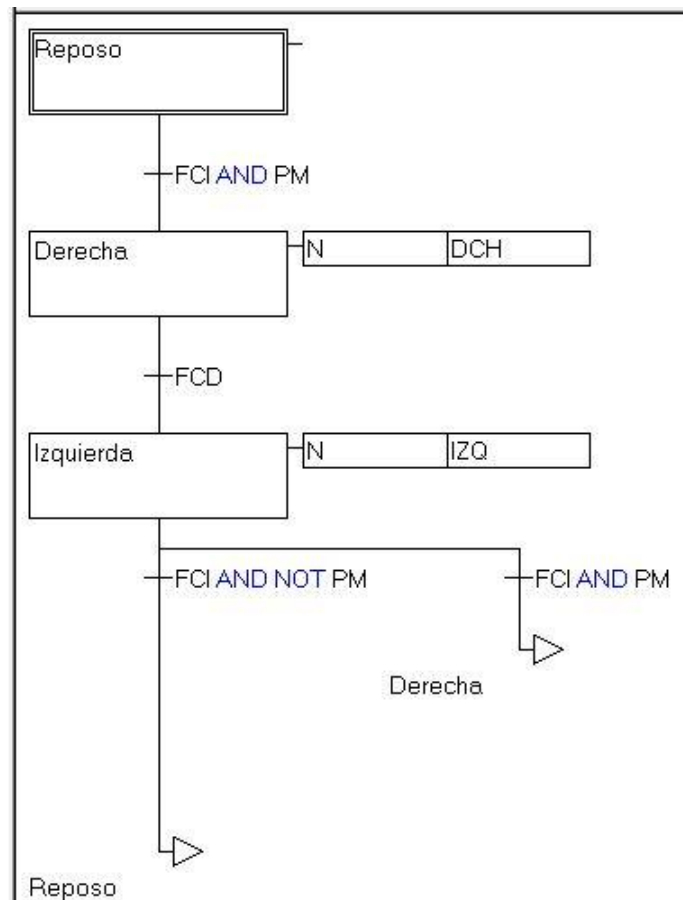 Reposo
FCI AND PM
Derecha
N DCH
FCD
Izquierda
N IZQ
FCI AND NOT PM
FCI AND PM
Derecha
Reposo